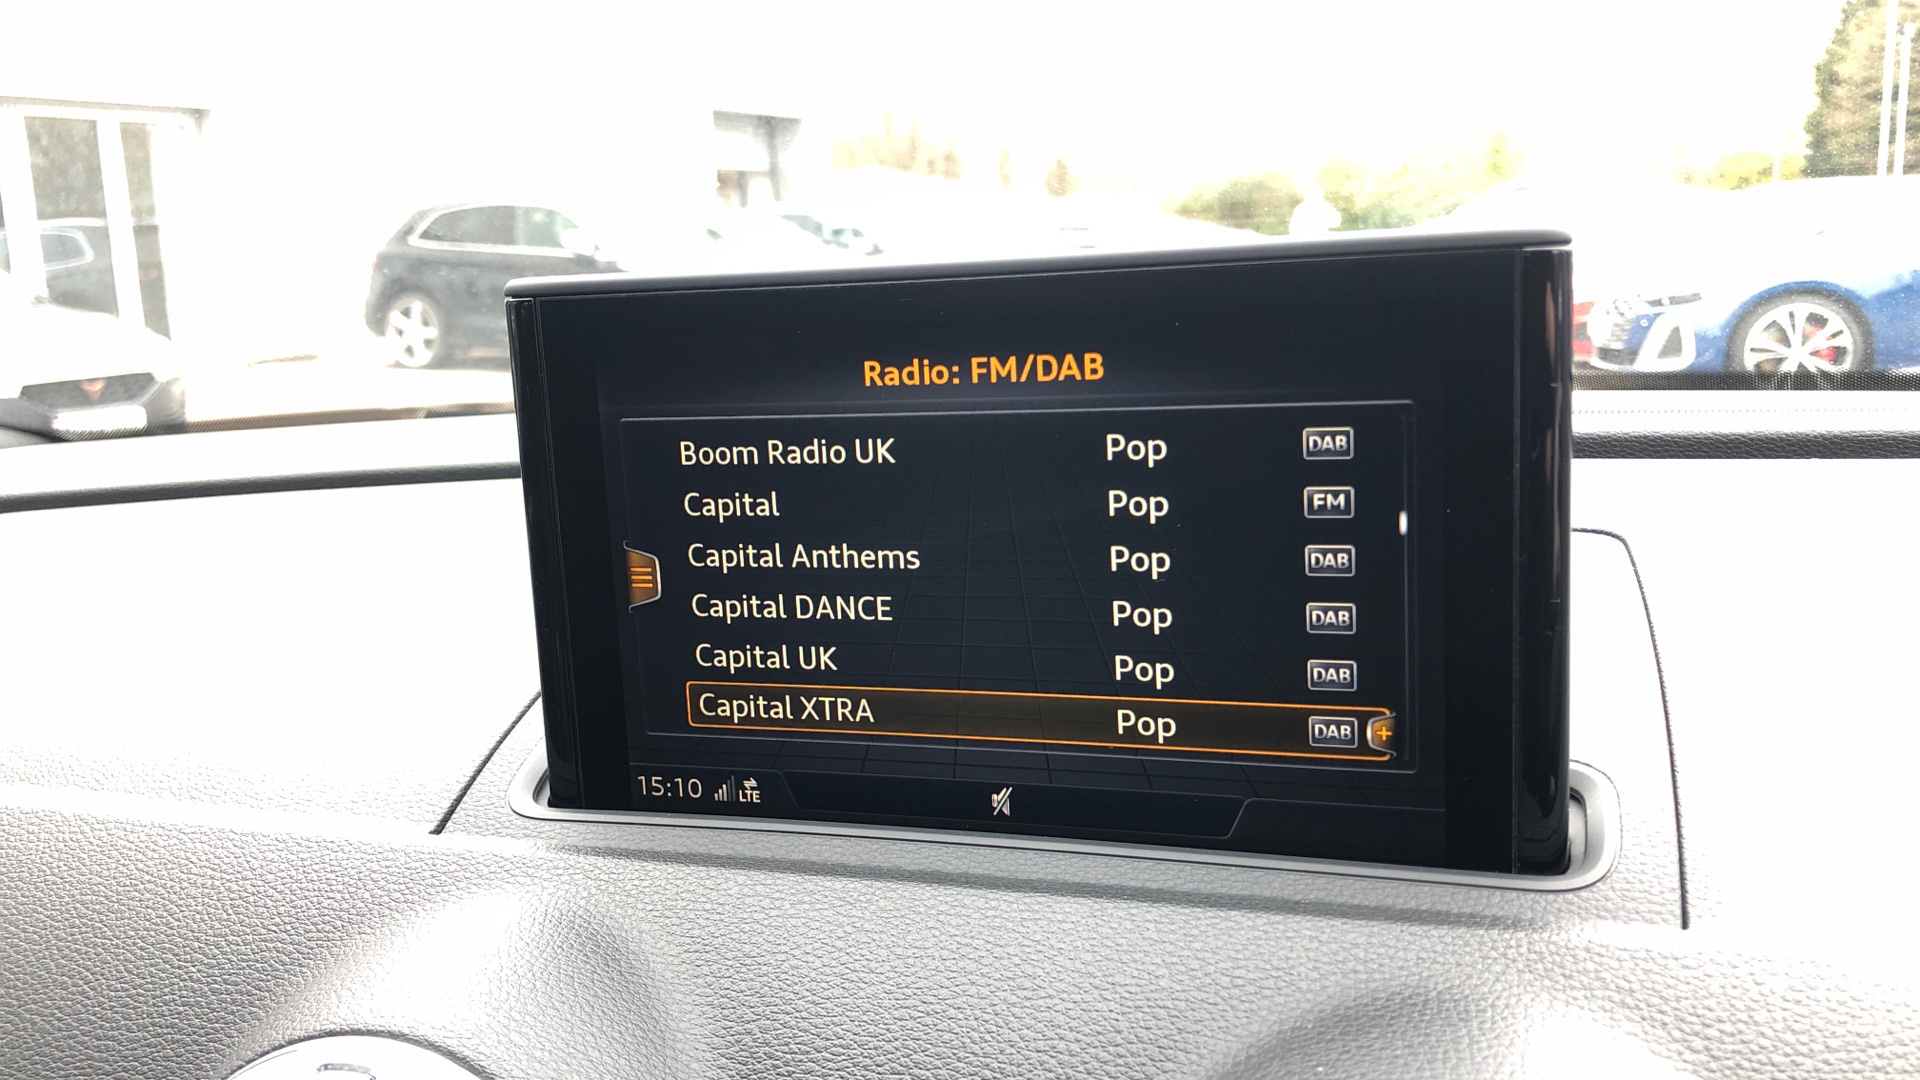 Radio: FM/DAB
Boom Radio UK Pop DAB
Capital Pop FM
Capital Anthems Pop DAB
Capital DANCE Pop DAB
Capital UK Pop DAB
Capital XTRA Pop DAB +
15:10 LTE